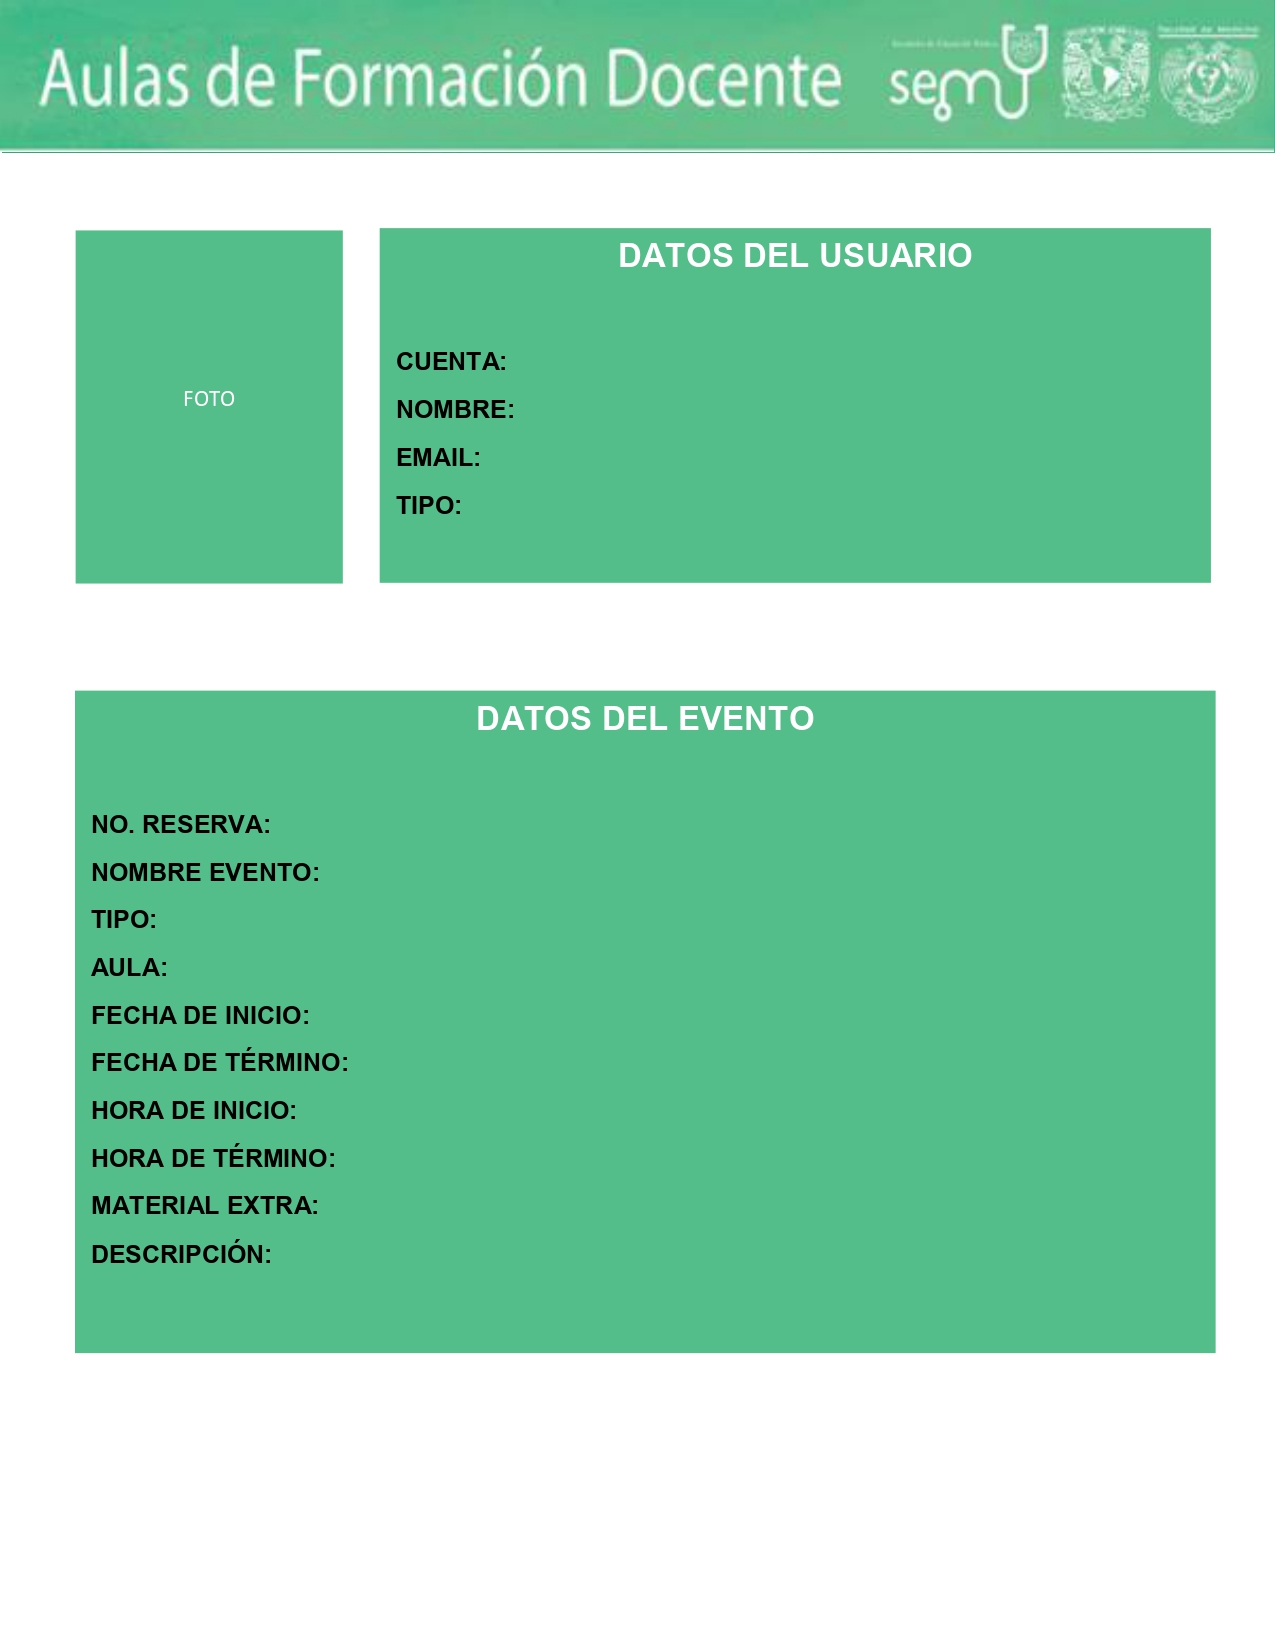 Aulas de Formación Docente
sem
FOTO
DATOS DEL USUARIO
CUENTA:
NOMBRE:
EMAIL:
TIPO:
DATOS DEL EVENTO
NO. RESERVA:
NOMBRE EVENTO:
TIPO:
AULA:
FECHA DE INICIO:
FECHA DE TÉRMINO:
HORA DE INICIO:
HORA DE TÉRMINO:
MATERIAL EXTRA:
DESCRIPCIÓN: